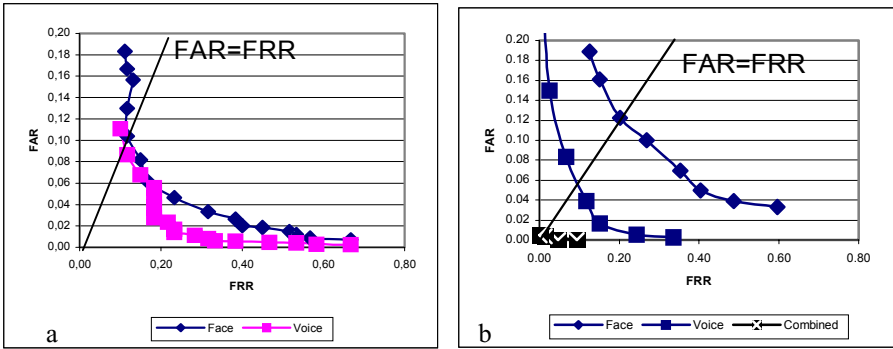 FAR=FRR
0,20
0,18
0,16
0,14
0,12
0,10
0,08
0,06
0,04
0,02
0,00
FAR
0,00 0,20 0,40 0,60 0,80
FRR
Face Voice
a
FAR=FRR
0.20
0.18
0.16
0.14
0.12
0.10
0.08
0.06
0.04
0.02
0.00
FAR
0.00 0.20 0.40 0.60 0.80
FRR
Face Voice Combined
b